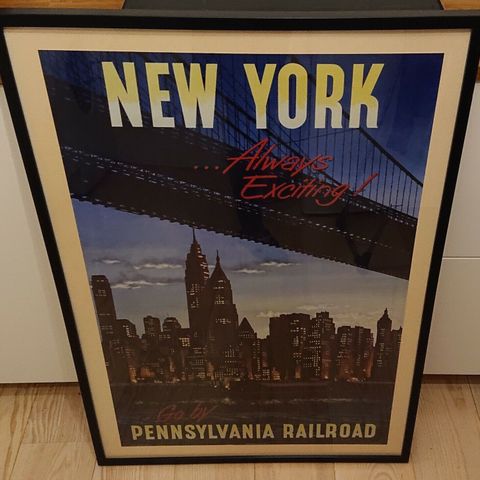 NEW YORK
...Always
Exciting!
...Go by
PENNSYLVANIA RAILROAD